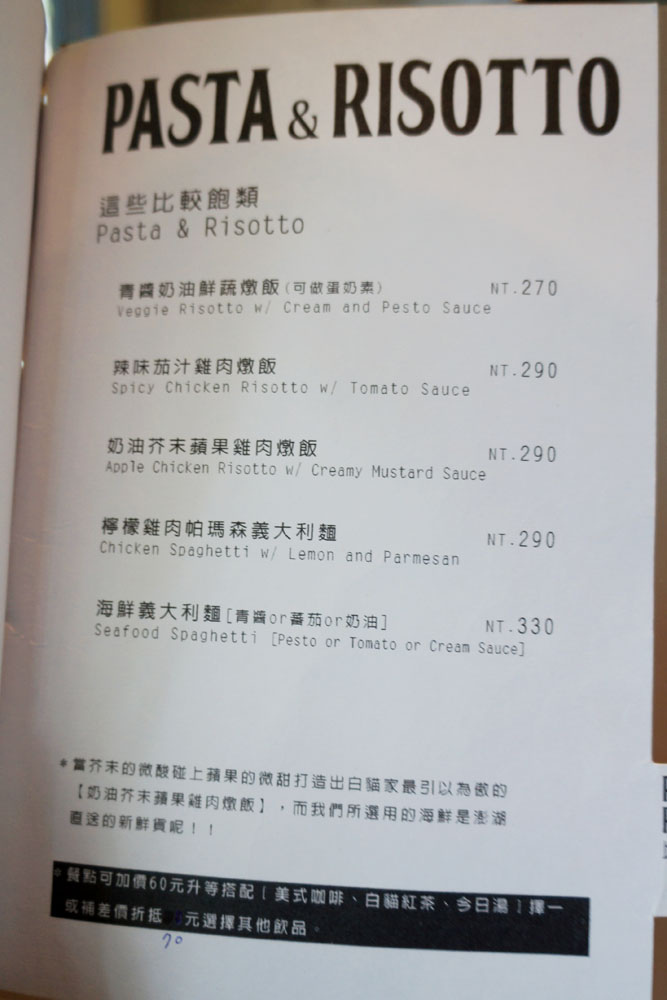 PASTA & RISOTTO
這些比較飽類
Pasta & Risotto
青醬奶油鮮蔬燉飯(可做蛋奶素) NT.270
Veggie Risotto w/ Cream and Pesto Sauce
辣味茄汁雞肉燉飯 NT.290
Spicy Chicken Risotto w/ Tomato Sauce
奶油芥末蘋果雞肉燉飯 NT.290
Apple Chicken Risotto w/ Creamy Mustard Sauce
檸檬雞肉帕瑪森義大利麵 NT.290
Chicken Spaghetti w/ Lemon and Parmesan
海鮮義大利麵[青醬or蕃茄or奶油] NT.330
Seafood Spaghetti [Pesto or Tomato or Cream Sauce]
*當芥末的微酸碰上蘋果的微甜打造出白貓家最引以為傲的
【奶油芥末蘋果雞肉燉飯】，而我們所選用的海鮮是澎湖
直送的新鮮貨呢！！
*餐點可加價60元升等搭配[美式咖啡、白貓紅茶、今日湯]擇一
或補差價折抵 元選擇其他飲品。
70